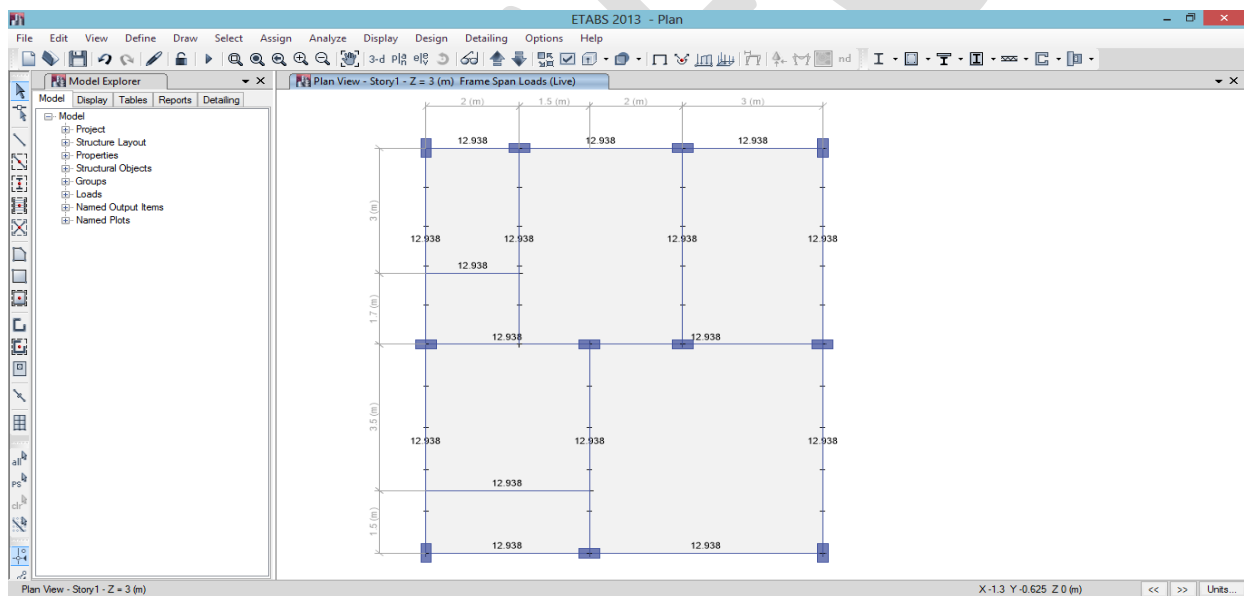 ETABS 2013 - Plan
File Edit View Define Draw Select Assign Analyze Display Design Detailing Options Help
3-d nd
Model Explorer
Plan View - Story1 - Z = 3 (m) Frame Span Loads (Live)
Model Display Tables Reports Detailing
Model
Project
Structure Layout
Properties
Structural Objects
Groups
Loads
Named Output Items
Named Plots
2 (m) 1.5 (m) 2 (m) 3 (m)
12.938 12.938 12.938
3 (m)
12.938 12.938 12.938 12.938
12.938
1.7 (m)
12.938 12.938
3.5 (m)
12.938 12.938 12.938
12.938
1.5 (m)
12.938 12.938
all
PS
clr
Plan View - Story1 - Z = 3 (m)
X -1.3 Y -0.625 Z 0 (m)
<< >> Units...